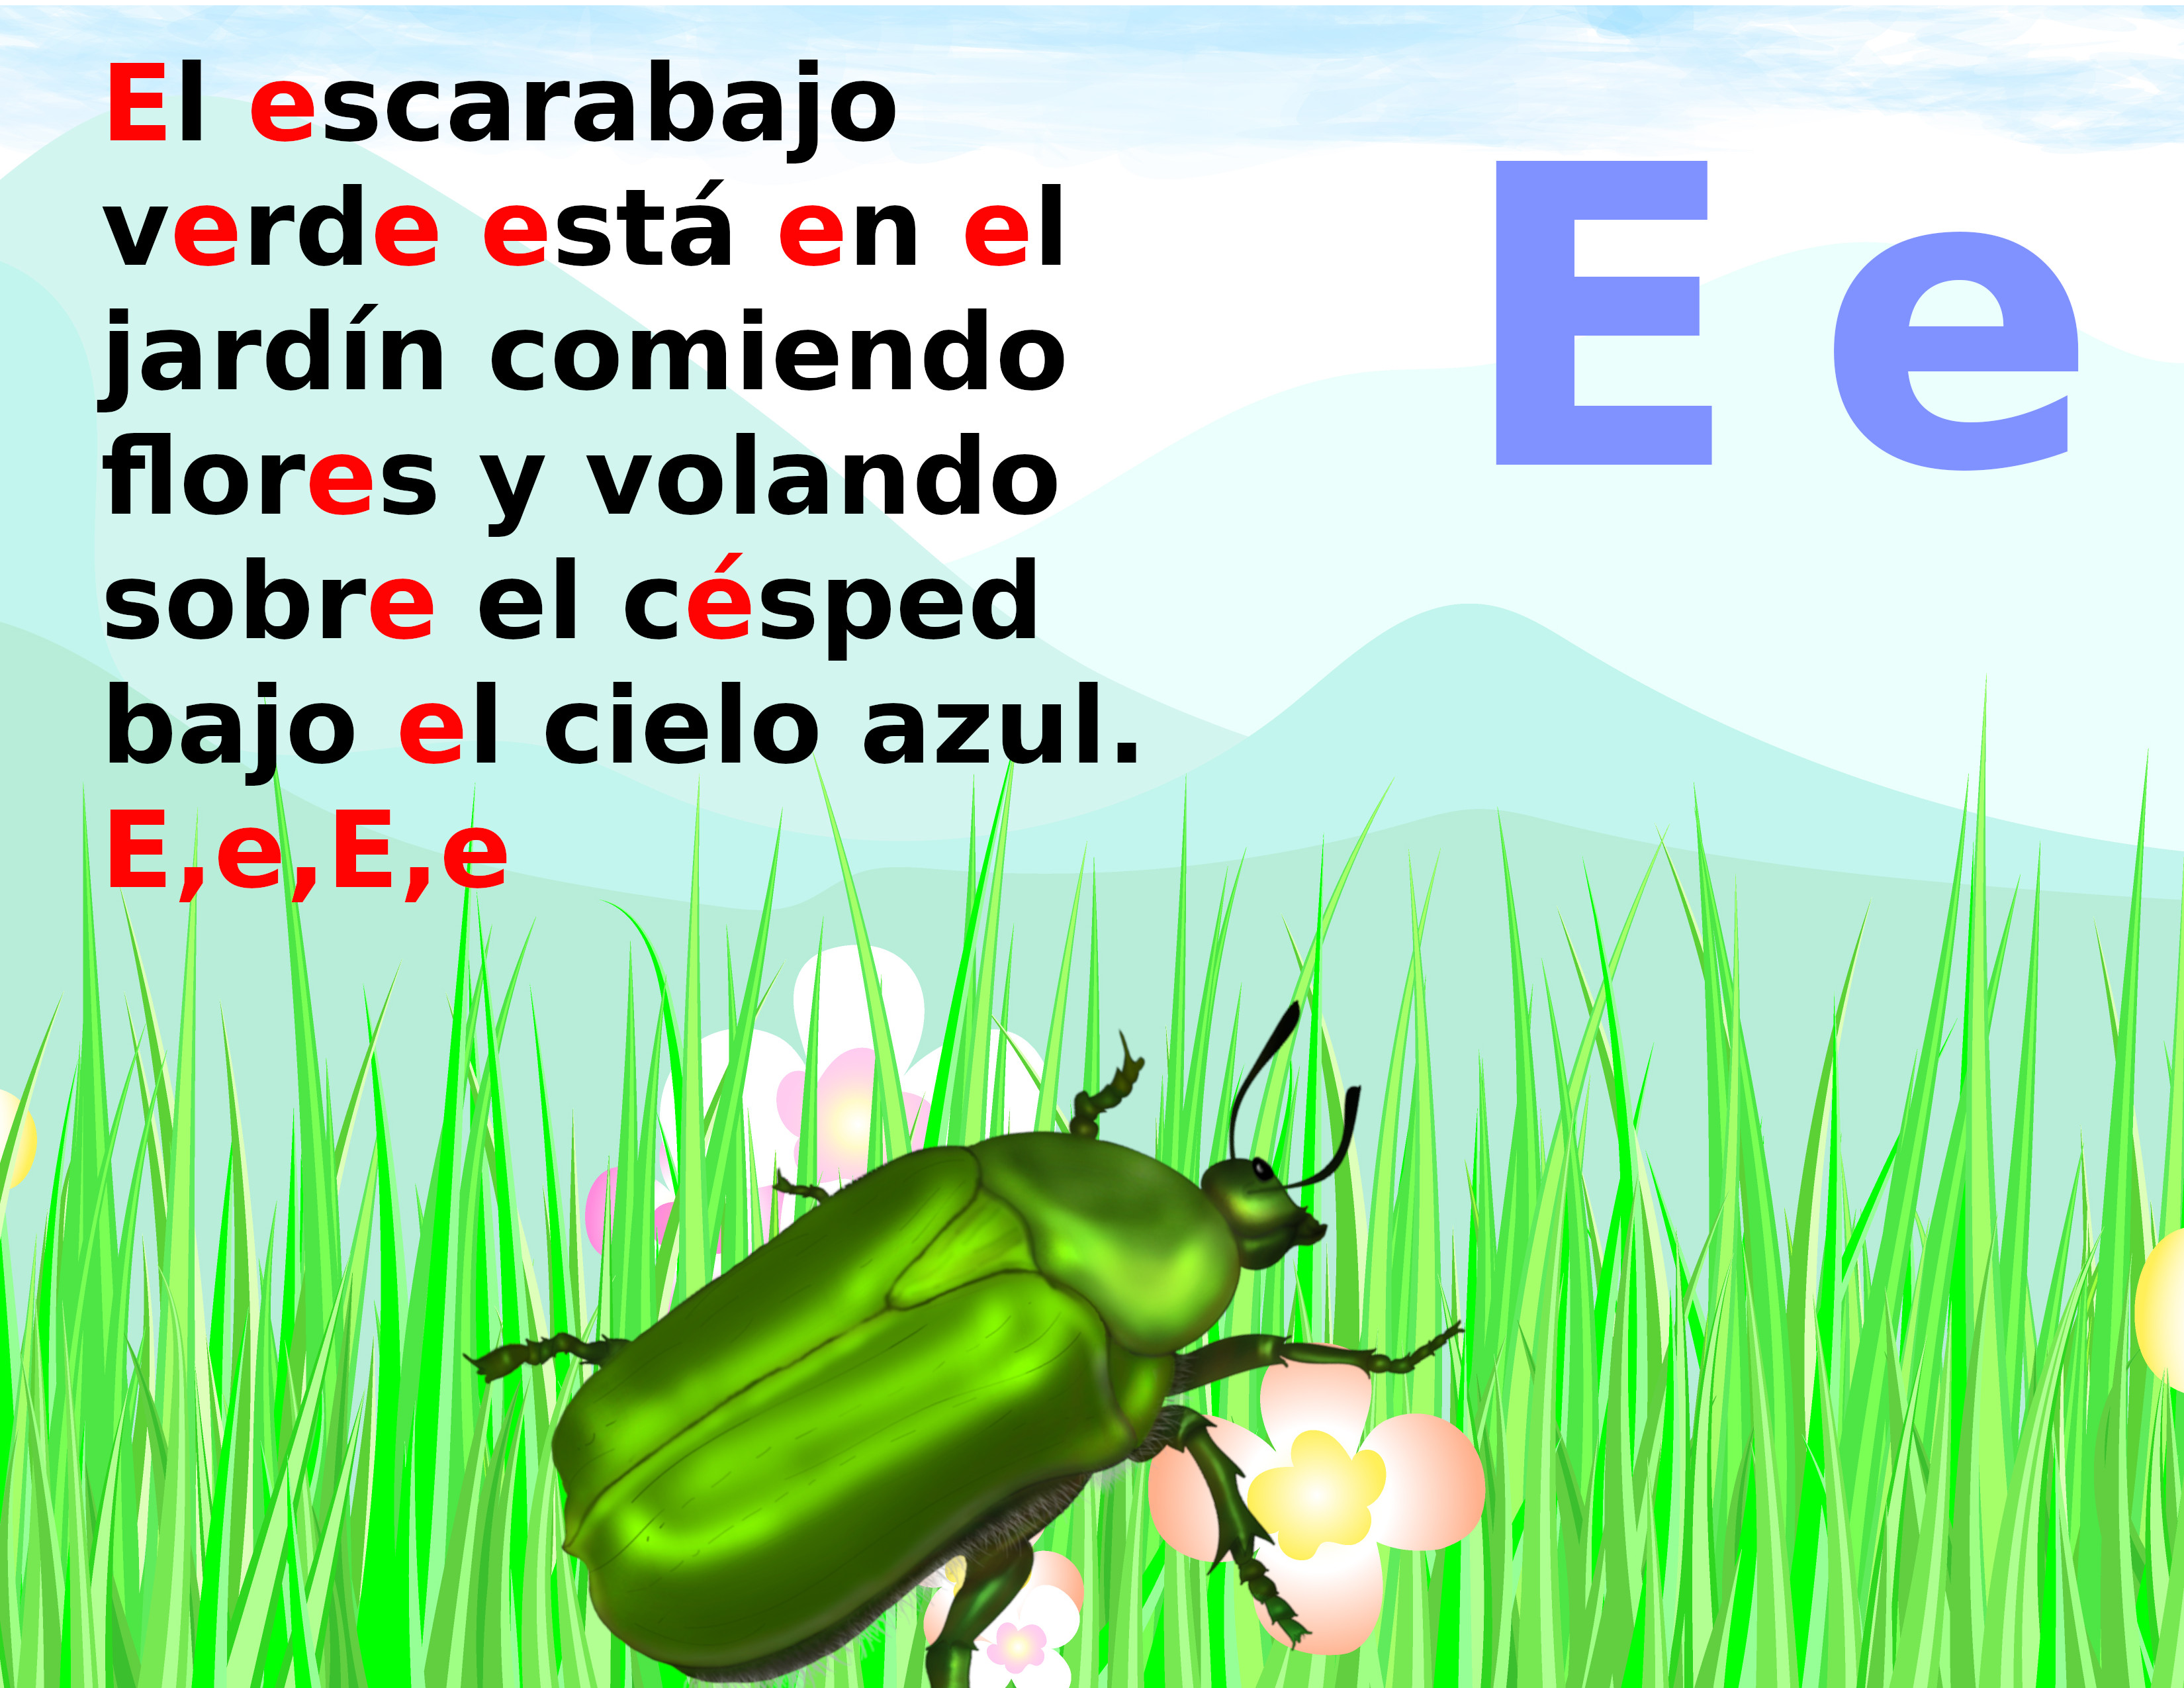 El escarabajo
verde está en el
jardín comiendo
flores y volando
sobre el césped
bajo el cielo azul.
E,e,E,e
E e